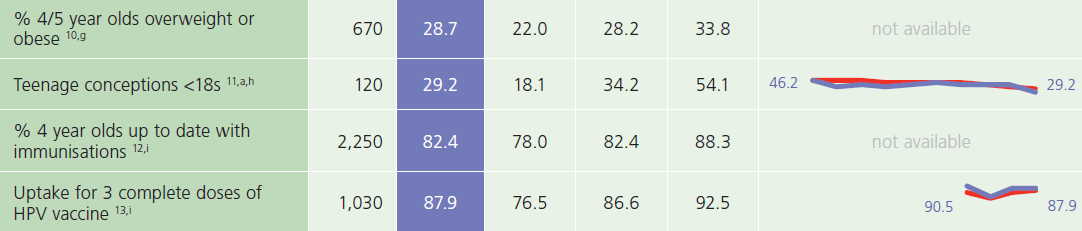 % 4/5 year olds overweight or
obese 10,g 670 28.7 22.0 28.2 33.8 not available
Teenage conceptions <18s 11,a,h 120 29.2 18.1 34.2 54.1 46.2 29.2
% 4 year olds up to date with
immunisations 12,i 2,250 82.4 78.0 82.4 88.3 not available
Uptake for 3 complete doses of
HPV vaccine 13,i 1,030 87.9 76.5 86.6 92.5 90.5 87.9